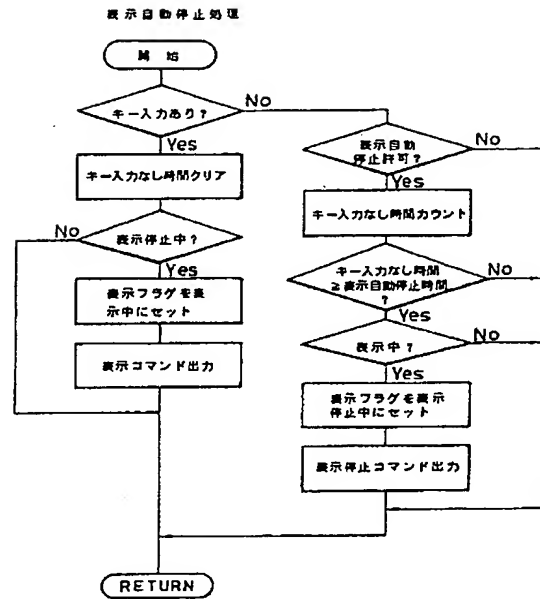 表示自動停止処理
開始
キー入力あり?
No
Yes
キー入力なし時間クリア
No
表示停止中?
Yes
表示フラグを表
示中にセット
表示コマンド出力
表示自動
停止許可?
No
Yes
キー入力なし時間カウント
キー入力なし時間
≧表示自動停止時間
?
No
Yes
表示中?
No
Yes
表示フラグを表示
停止中にセット
表示停止コマンド出力
RETURN